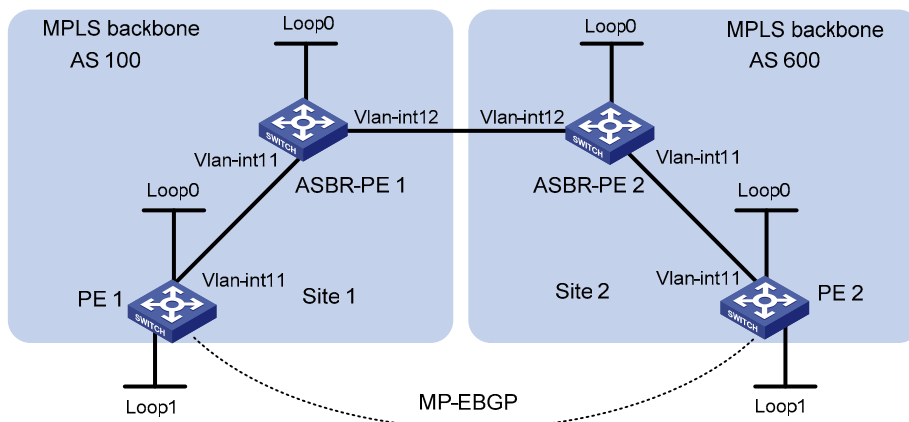 MPLS backbone
AS 100
Loop0
Loop0
MPLS backbone
AS 600
Vlan-int12
Vlan-int12
SWITCH
SWITCH
Vlan-int11
Vlan-int11
ASBR-PE 1
ASBR-PE 2
Loop0
Loop0
Vlan-int11
Vlan-int11
PE 1
Site 1
Site 2
PE 2
SWITCH
SWITCH
Loop1
MP-EBGP
Loop1